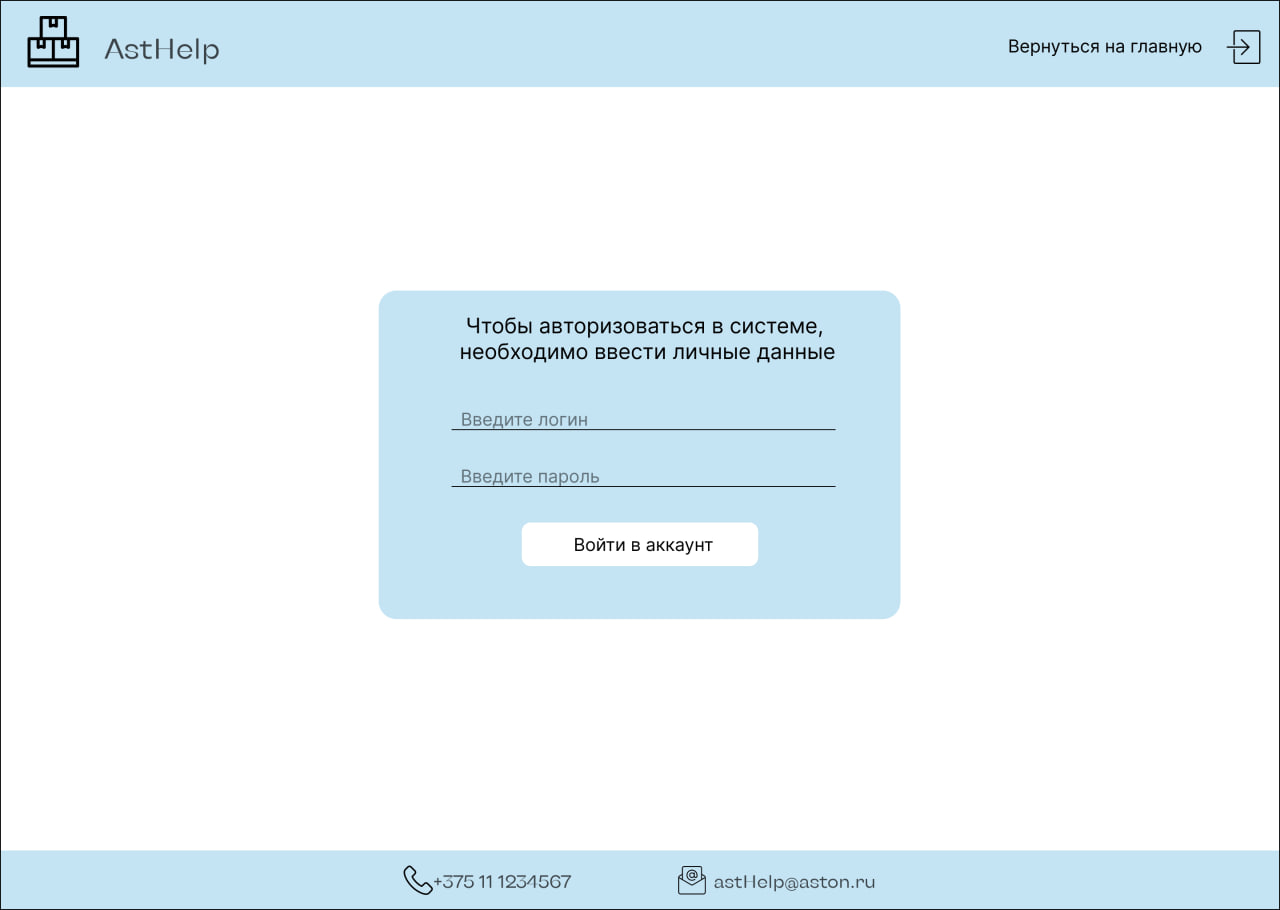 AstHelp
Вернуться на главную
Чтобы авторизоваться в системе,
необходимо ввести личные данные
Введите логин
Введите пароль
Войти в аккаунт
+375 11 1234567
astHelp@aston.ru